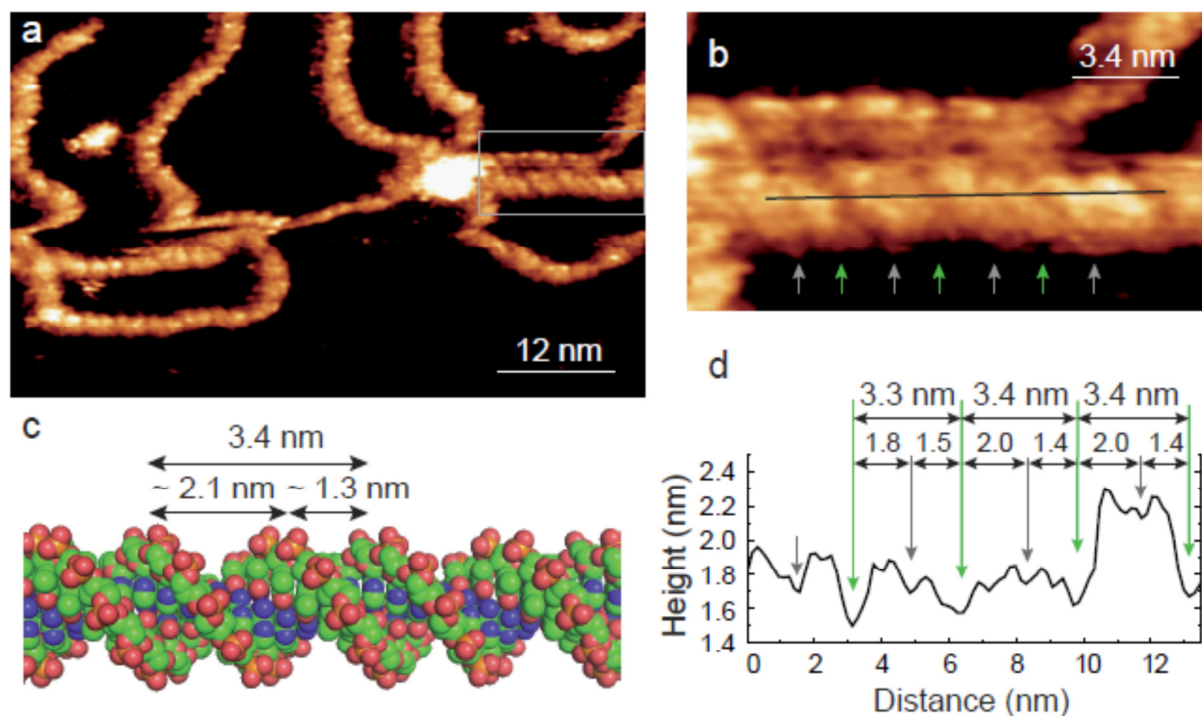 a
12 nm
b
3.4 nm
c
3.4 nm
~ 2.1 nm
~ 1.3 nm
d
3.3 nm
3.4 nm
3.4 nm
1.8
1.5
2.0
1.4
2.0
1.4
Height (nm)
2.4
2.2
2.0
1.8
1.6
1.4
0
2
4
6
8
10
12
Distance (nm)